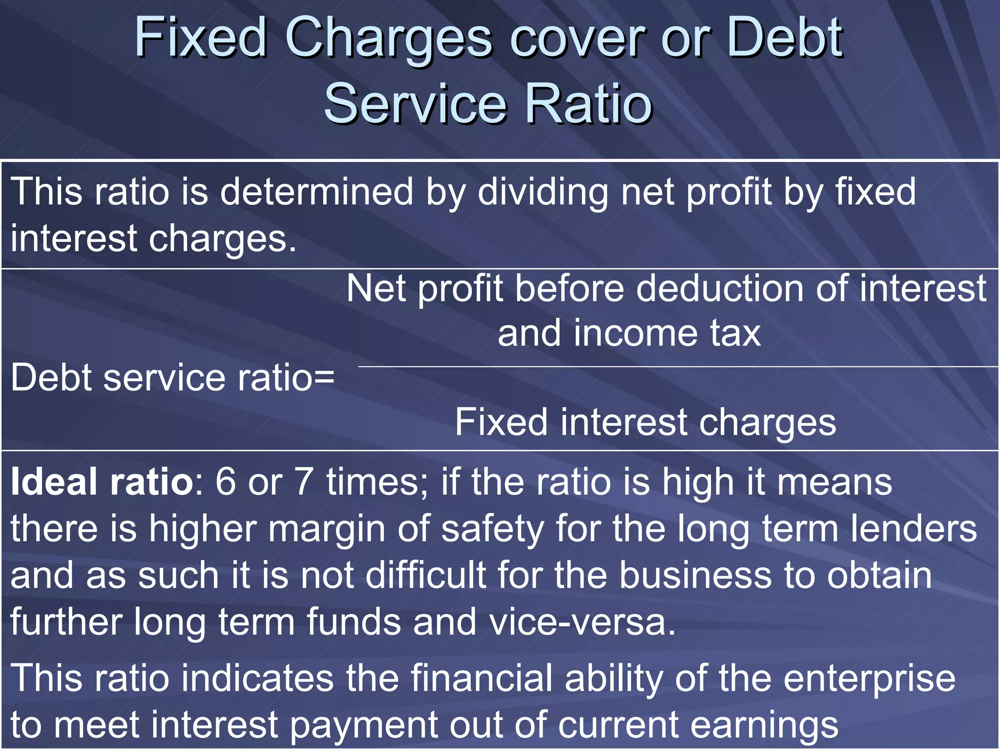 Fixed Charges cover or Debt
Service Ratio
This ratio is determined by dividing net profit by fixed
interest charges.
Net profit before deduction of interest
and income tax
Debt service ratio=
Fixed interest charges
Ideal ratio: 6 or 7 times; if the ratio is high it means
there is higher margin of safety for the long term lenders
and as such it is not difficult for the business to obtain
further long term funds and vice-versa.
This ratio indicates the financial ability of the enterprise
to meet interest payment out of current earnings